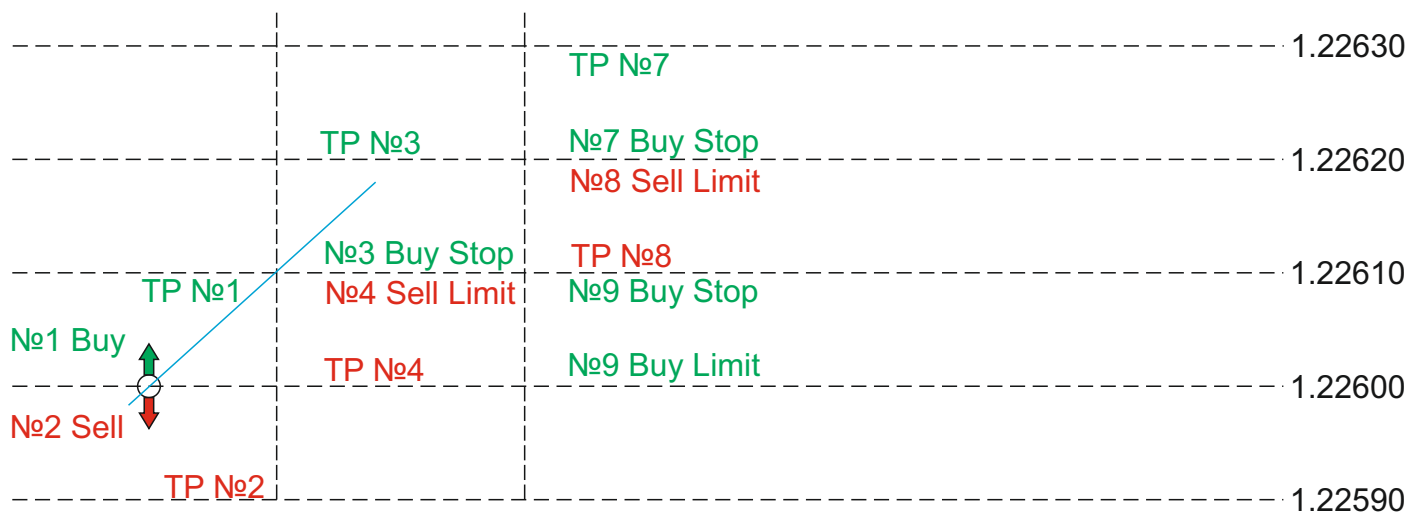 1.22630
TP №7
TP №3
№7 Buy Stop
1.22620
№8 Sell Limit
№3 Buy Stop
TP №8
1.22610
TP №1
№4 Sell Limit
№9 Buy Stop
№1 Buy
TP №4
№9 Buy Limit
1.22600
№2 Sell
TP №2
1.22590